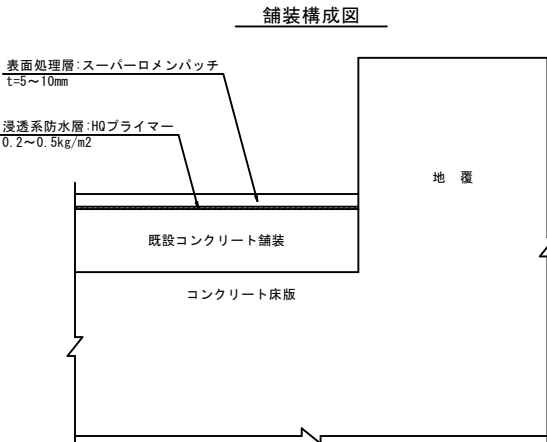 舗装構成図
表面処理層:スーパーロメンパッチ
t=5～10mm
浸透系防水層:HQプライマー
0.2～0.5kg/m2
地　覆
既設コンクリート舗装
コンクリート床版